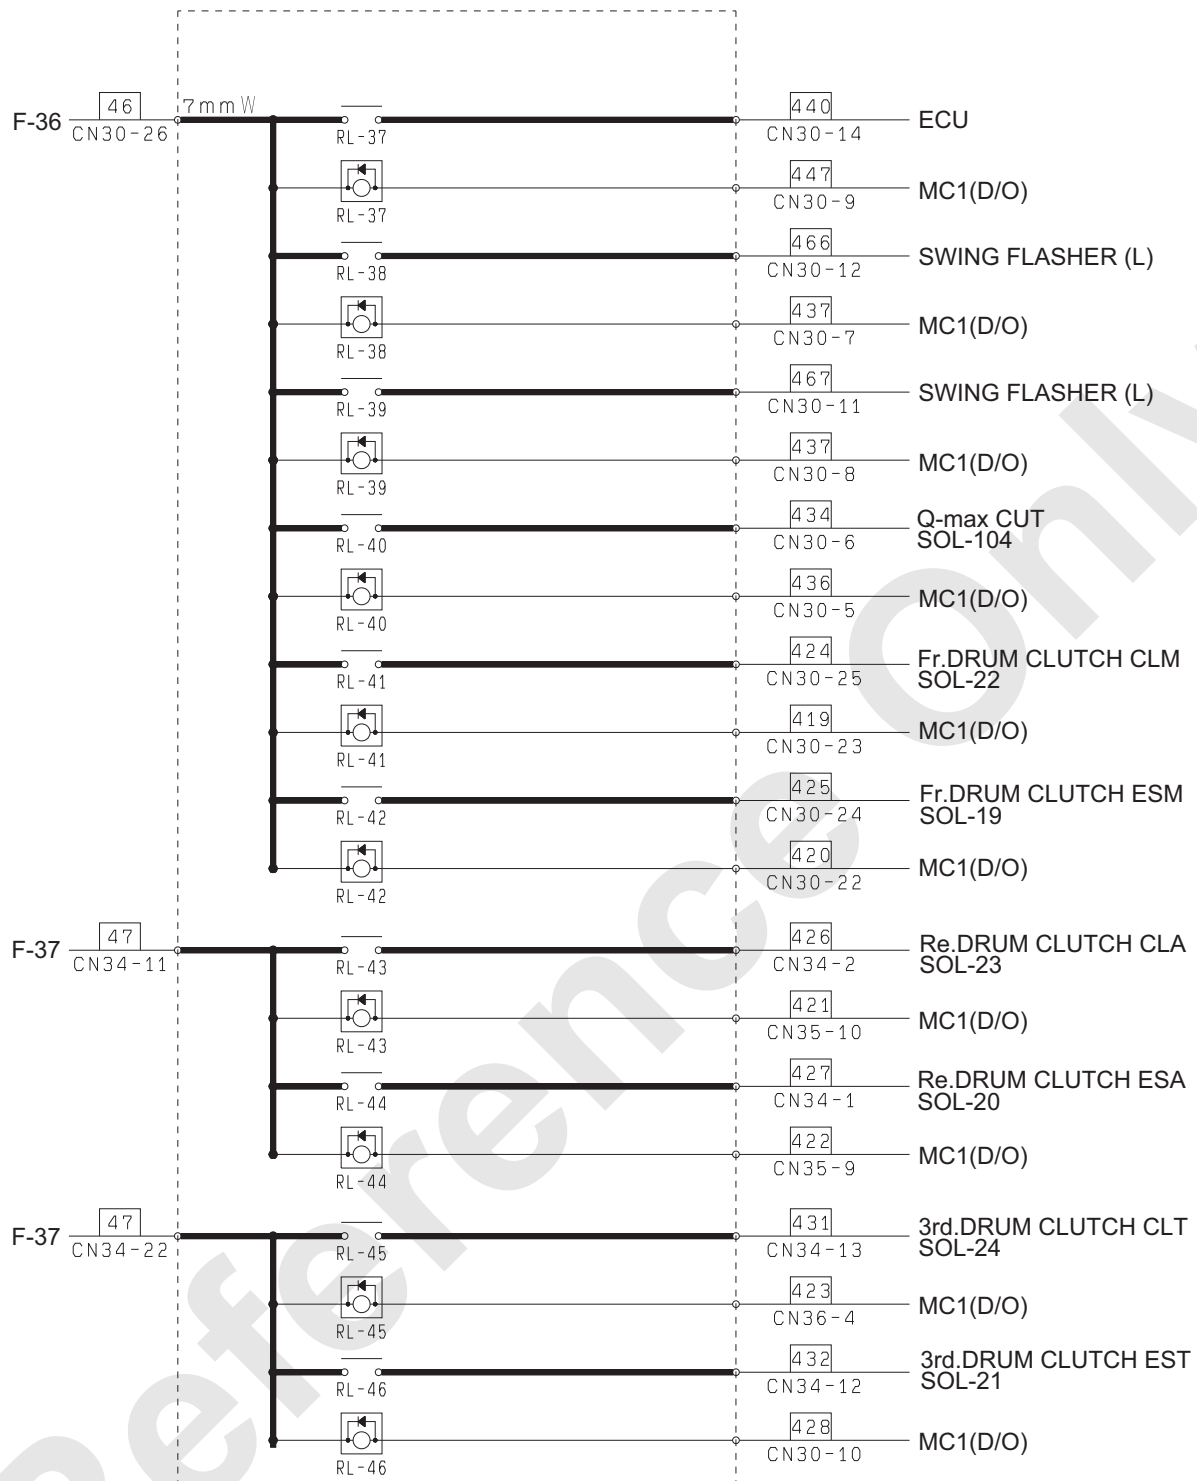 F-36 46 CN30-26 7mmW RL-37 440 CN30-14 ECU
RL-37 447 CN30-9 MC1(D/O)
RL-38 466 CN30-12 SWING FLASHER (L)
RL-38 437 CN30-7 MC1(D/O)
RL-39 467 CN30-11 SWING FLASHER (L)
RL-39 437 CN30-8 MC1(D/O)
RL-40 434 CN30-6 Q-max CUT
SOL-104
RL-40 436 CN30-5 MC1(D/O)
RL-41 424 CN30-25 Fr.DRUM CLUTCH CLM
SOL-22
RL-41 419 CN30-23 MC1(D/O)
RL-42 425 CN30-24 Fr.DRUM CLUTCH ESM
SOL-19
RL-42 420 CN30-22 MC1(D/O)
F-37 47 CN34-11 RL-43 426 CN34-2 Re.DRUM CLUTCH CLA
SOL-23
RL-43 421 CN35-10 MC1(D/O)
RL-44 427 CN34-1 Re.DRUM CLUTCH ESA
SOL-20
RL-44 422 CN35-9 MC1(D/O)
F-37 47 CN34-22 RL-45 431 CN34-13 3rd.DRUM CLUTCH CLT
SOL-24
RL-45 423 CN36-4 MC1(D/O)
RL-46 432 CN34-12 3rd.DRUM CLUTCH EST
SOL-21
RL-46 428 CN30-10 MC1(D/O)
Reference Only